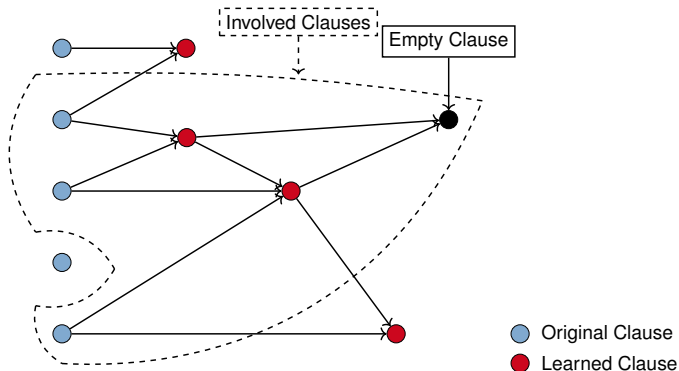 Involved Clauses
Empty Clause
Original Clause
Learned Clause